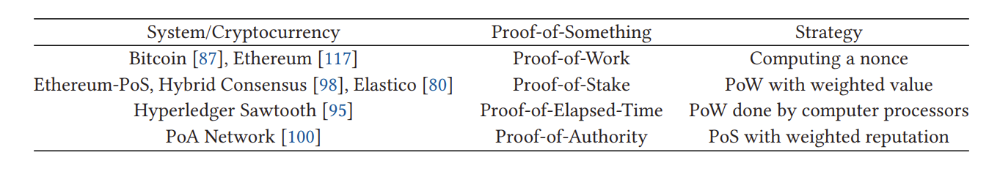 System/Cryptocurrency Proof-of-Something Strategy
Bitcoin [87], Ethereum [117] Proof-of-Work Computing a nonce
Ethereum-PoS, Hybrid Consensus [98], Elastico [80] Proof-of-Stake PoW with weighted value
Hyperledger Sawtooth [95] Proof-of-Elapsed-Time PoW done by computer processors
PoA Network [100] Proof-of-Authority PoS with weighted reputation